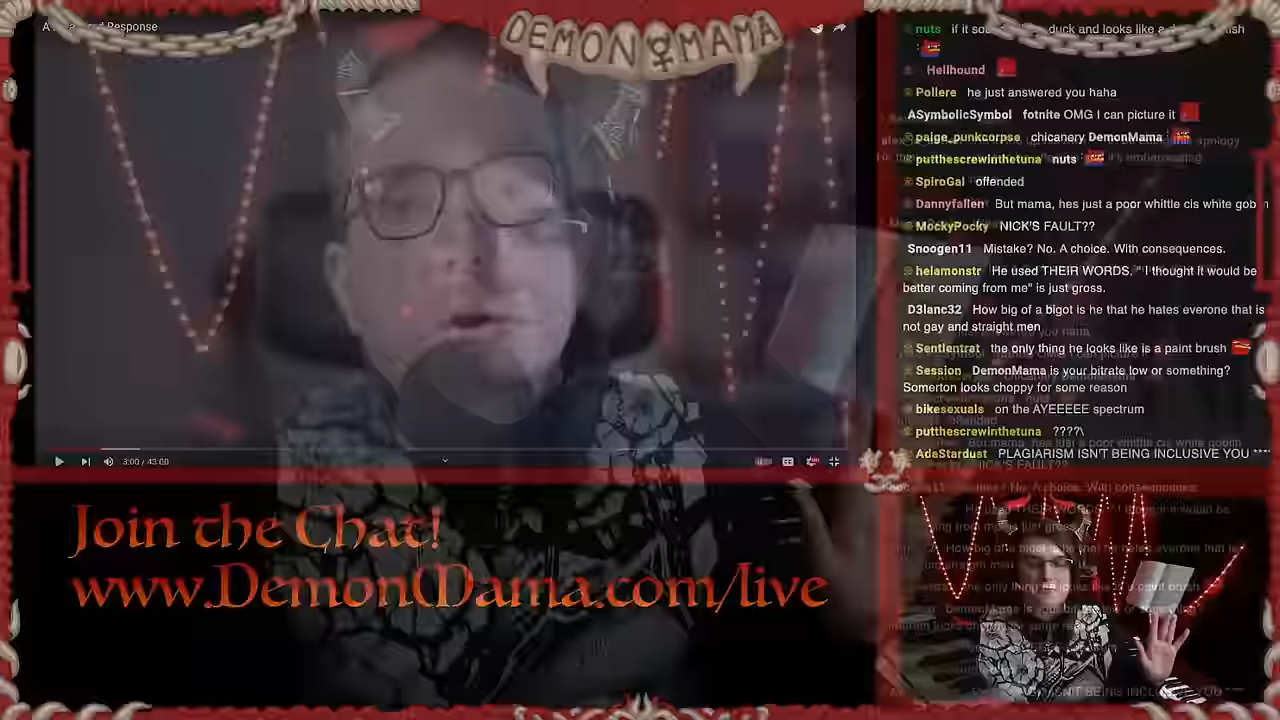 DEMON MAMA
Response
nuts if it duck and looks like a
Hellhound
Pollere he just answered you haha
ASymbolicSymbol fotnite OMG I can picture it
paige_punkcorpse chicanery DemonMama
putthescrewinthetuna nuts
SpiroGal offended
Dannyfallen But mama, hes just a poor whittle cis white
MockyPocky NICK'S FAULT??
Snoogen11 Mistake? No. A choice. With consequences.
helamonstr He used THEIR WORDS. " I thought it would be
better coming from me" is just gross.
D3lanc32 How big of a bigot is he that he hates everone that is
not gay and straight men
Sentientrat the only thing he looks like is a paint brush
Session DemonMama is your bitrate low or something?
Somerton looks choppy for some reason
bikesexuals on the AYEEEEE spectrum
putthescrewinthetuna ????\
AdaStardust PLAGIARISM ISN'T BEING INCLUSIVE YOU ****
3:00 / 43:00
Join the Chat!
www.DemonMama.com/live